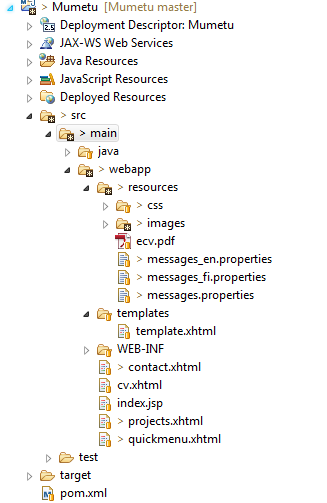 > Mumetu [Mumetu master]
Deployment Descriptor: Mumetu
JAX-WS Web Services
Java Resources
JavaScript Resources
Deployed Resources
> src
> main
java
> webapp
> resources
> css
> images
ecv.pdf
> messages_en.properties
> messages_fi.properties
> messages.properties
templates
template.xhtml
WEB-INF
> contact.xhtml
cv.xhtml
index.jsp
> projects.xhtml
> quickmenu.xhtml
test
target
pom.xml